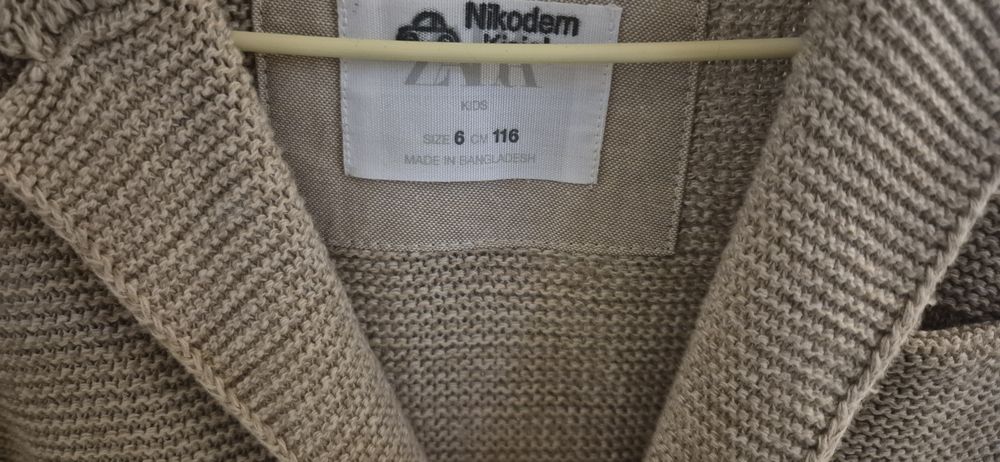 Nikodem
ZARA
KIDS
SIZE 6 CM 116
MADE IN BANGLADESH